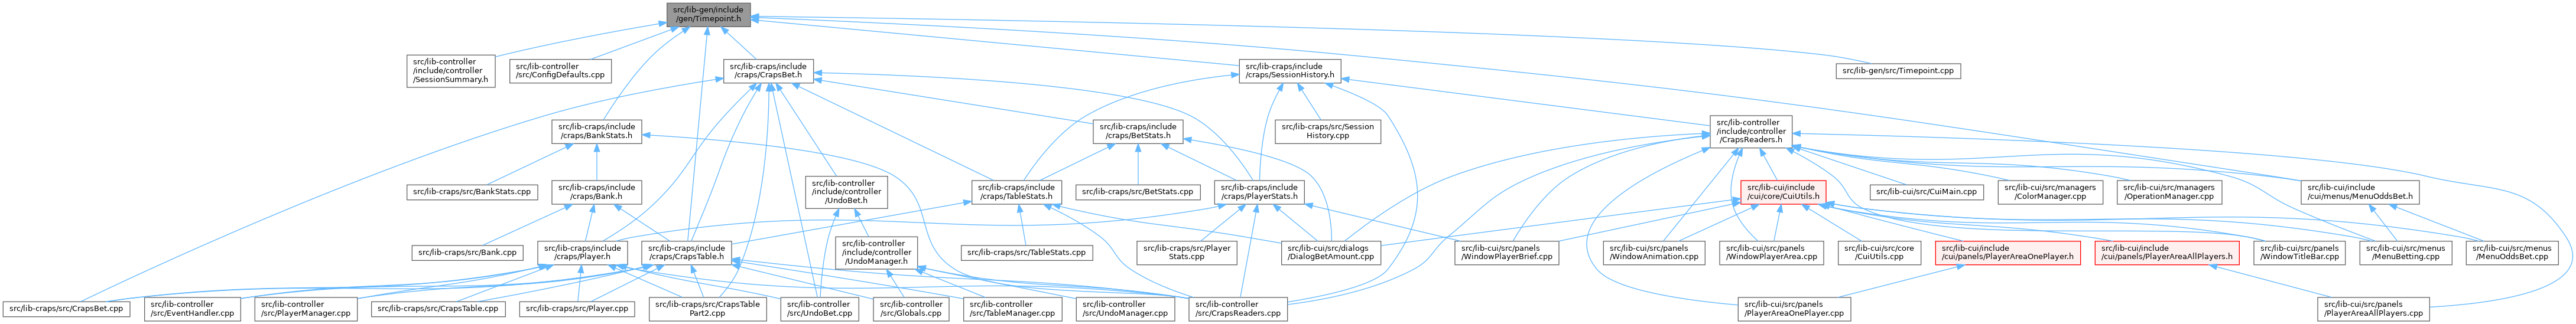 src/lib-gen/include
/gen/Timepoint.h
src/lib-controller
/include/controller
/SessionSummary.h
src/lib-controller
/src/ConfigDefaults.cpp
src/lib-craps/include
/craps/CrapsBet.h
src/lib-craps/include
/craps/SessionHistory.h
src/lib-gen/src/Timepoint.cpp
src/lib-craps/include
/craps/BankStats.h
src/lib-craps/include
/craps/BetStats.h
src/lib-craps/src/Session
History.cpp
src/lib-controller
/include/controller
/CrapsReaders.h
src/lib-craps/src/BankStats.cpp
src/lib-craps/include
/craps/Bank.h
src/lib-controller
/include/controller
/UndoBet.h
src/lib-craps/include
/craps/TableStats.h
src/lib-craps/src/BetStats.cpp
src/lib-craps/include
/craps/PlayerStats.h
src/lib-cui/include
/cui/core/CuiUtils.h
src/lib-cui/src/CuiMain.cpp
src/lib-cui/src/managers
/ColorManager.cpp
src/lib-cui/src/managers
/OperationManager.cpp
src/lib-cui/include
/cui/menus/MenuOddsBet.h
src/lib-craps/src/Bank.cpp
src/lib-craps/include
/craps/Player.h
src/lib-craps/include
/craps/CrapsTable.h
src/lib-controller
/include/controller
/UndoManager.h
src/lib-craps/src/TableStats.cpp
src/lib-craps/src/Player
Stats.cpp
src/lib-cui/src/dialogs
/DialogBetAmount.cpp
src/lib-cui/src/panels
/WindowPlayerBrief.cpp
src/lib-cui/src/panels
/WindowAnimation.cpp
src/lib-cui/src/panels
/WindowPlayerArea.cpp
src/lib-cui/src/core
/CuiUtils.cpp
src/lib-cui/include
/cui/panels/PlayerAreaOnePlayer.h
src/lib-cui/include
/cui/panels/PlayerAreaAllPlayers.h
src/lib-cui/src/panels
/WindowTitleBar.cpp
src/lib-cui/src/menus
/MenuBetting.cpp
src/lib-cui/src/menus
/MenuOddsBet.cpp
src/lib-craps/src/CrapsBet.cpp
src/lib-controller
/src/EventHandler.cpp
src/lib-controller
/src/PlayerManager.cpp
src/lib-craps/src/CrapsTable.cpp
src/lib-craps/src/Player.cpp
src/lib-craps/src/CrapsTable
Part2.cpp
src/lib-controller
/src/UndoBet.cpp
src/lib-controller
/src/Globals.cpp
src/lib-controller
/src/TableManager.cpp
src/lib-controller
/src/UndoManager.cpp
src/lib-controller
/src/CrapsReaders.cpp
src/lib-cui/src/panels
/PlayerAreaOnePlayer.cpp
src/lib-cui/src/panels
/PlayerAreaAllPlayers.cpp